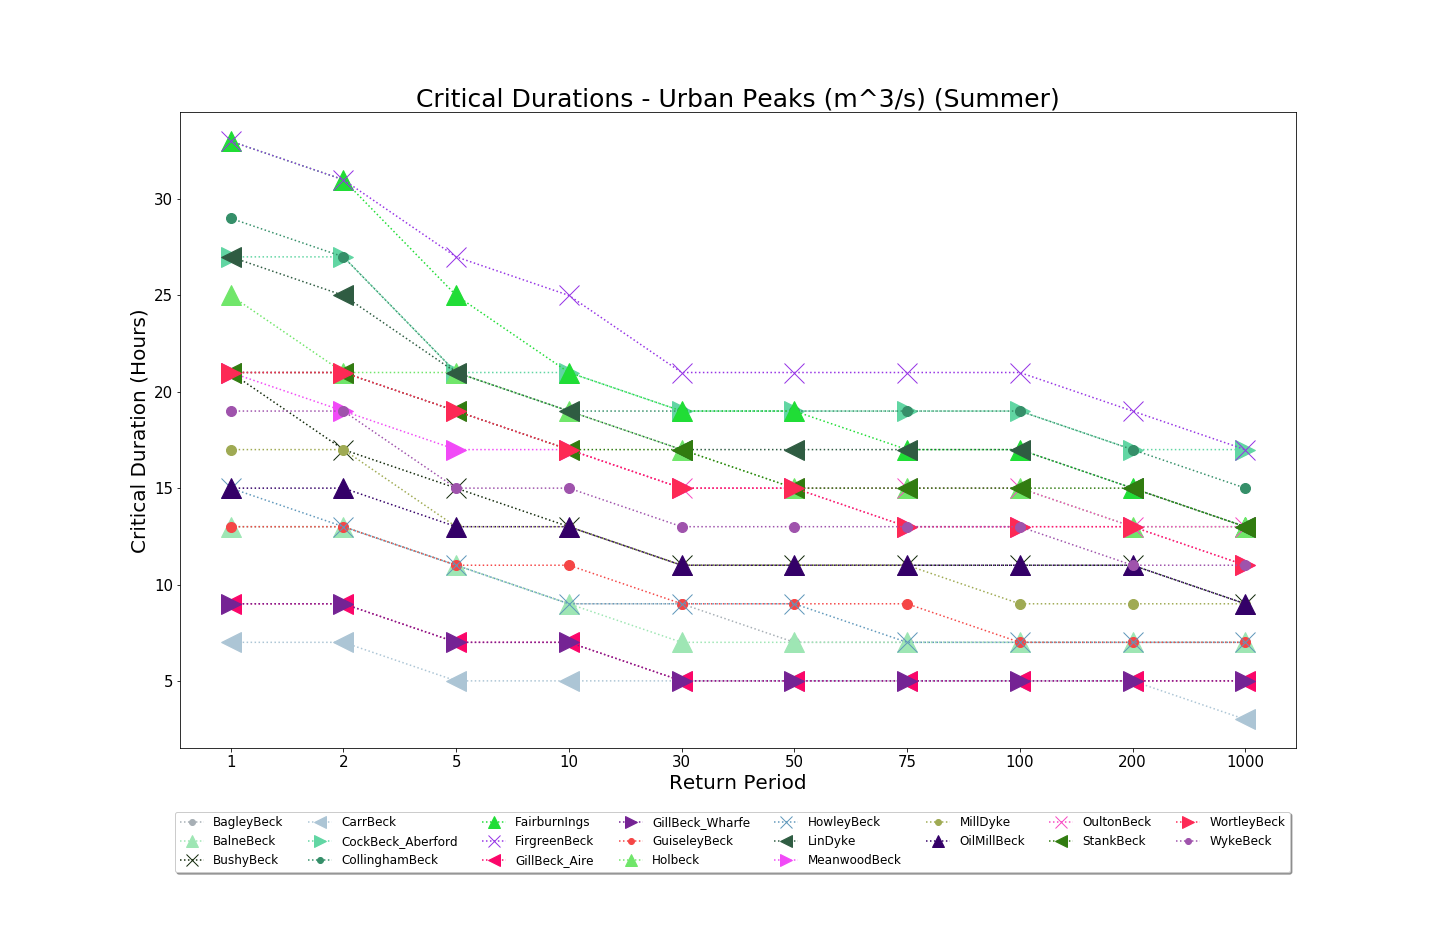 Critical Durations - Urban Peaks (m^3/s) (Summer)
Critical Duration (Hours)
30
25
20
15
10
5
1 2 5 10 30 50 75 100 200 1000
Return Period
BagleyBeck CarrBeck FairburnIngs GillBeck_Wharfe HowleyBeck MillDyke OultonBeck WortleyBeck
BalneBeck CockBeck_Aberford FirgreenBeck GuiseleyBeck LinDyke OilMillBeck StankBeck WykeBeck
BushyBeck CollinghamBeck GillBeck_Aire Holbeck MeanwoodBeck